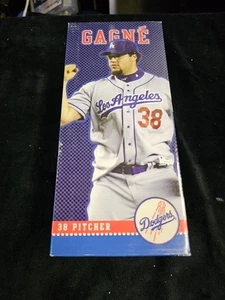 GAGNÉ
Los Angeles
38
38 PITCHER
Dodgers